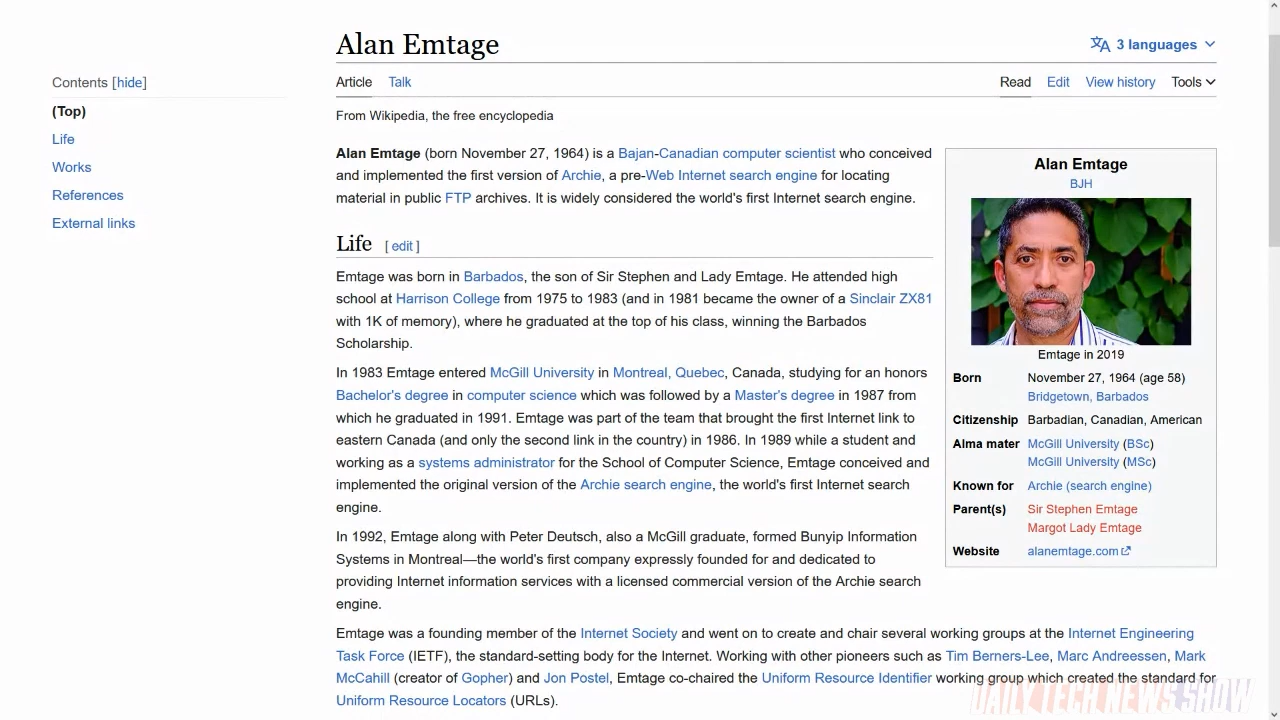 Alan Emtage
3 languages
Contents [hide]
(Top)
Life
Works
References
External links
Article Talk
Read Edit View history Tools
From Wikipedia, the free encyclopedia
Alan Emtage (born November 27, 1964) is a Bajan-Canadian computer scientist who conceived
and implemented the first version of Archie, a pre-Web Internet search engine for locating
material in public FTP archives. It is widely considered the world's first Internet search engine.
Life [ edit ]
Emtage was born in Barbados, the son of Sir Stephen and Lady Emtage. He attended high
school at Harrison College from 1975 to 1983 (and in 1981 became the owner of a Sinclair ZX81
with 1K of memory), where he graduated at the top of his class, winning the Barbados
Scholarship.
In 1983 Emtage entered McGill University in Montreal, Quebec, Canada, studying for an honors
Bachelor's degree in computer science which was followed by a Master's degree in 1987 from
which he graduated in 1991. Emtage was part of the team that brought the first Internet link to
eastern Canada (and only the second link in the country) in 1986. In 1989 while a student and
working as a systems administrator for the School of Computer Science, Emtage conceived and
implemented the original version of the Archie search engine, the world's first Internet search
engine.
In 1992, Emtage along with Peter Deutsch, also a McGill graduate, formed Bunyip Information
Systems in Montreal—the world's first company expressly founded for and dedicated to
providing Internet information services with a licensed commercial version of the Archie search
engine.
Emtage was a founding member of the Internet Society and went on to create and chair several working groups at the Internet Engineering
Task Force (IETF), the standard-setting body for the Internet. Working with other pioneers such as Tim Berners-Lee, Marc Andreessen, Mark
McCahill (creator of Gopher) and Jon Postel, Emtage co-chaired the Uniform Resource Identifier working group which created the standard for
Uniform Resource Locators (URLs).
Alan Emtage
BJH
Emtage in 2019
Born November 27, 1964 (age 58)
Bridgetown, Barbados
Citizenship Barbadian, Canadian, American
Alma mater McGill University (BSc)
McGill University (MSc)
Known for Archie (search engine)
Parent(s) Sir Stephen Emtage
Margot Lady Emtage
Website alanemtage.com
DAILY TECH NEWS SHOW